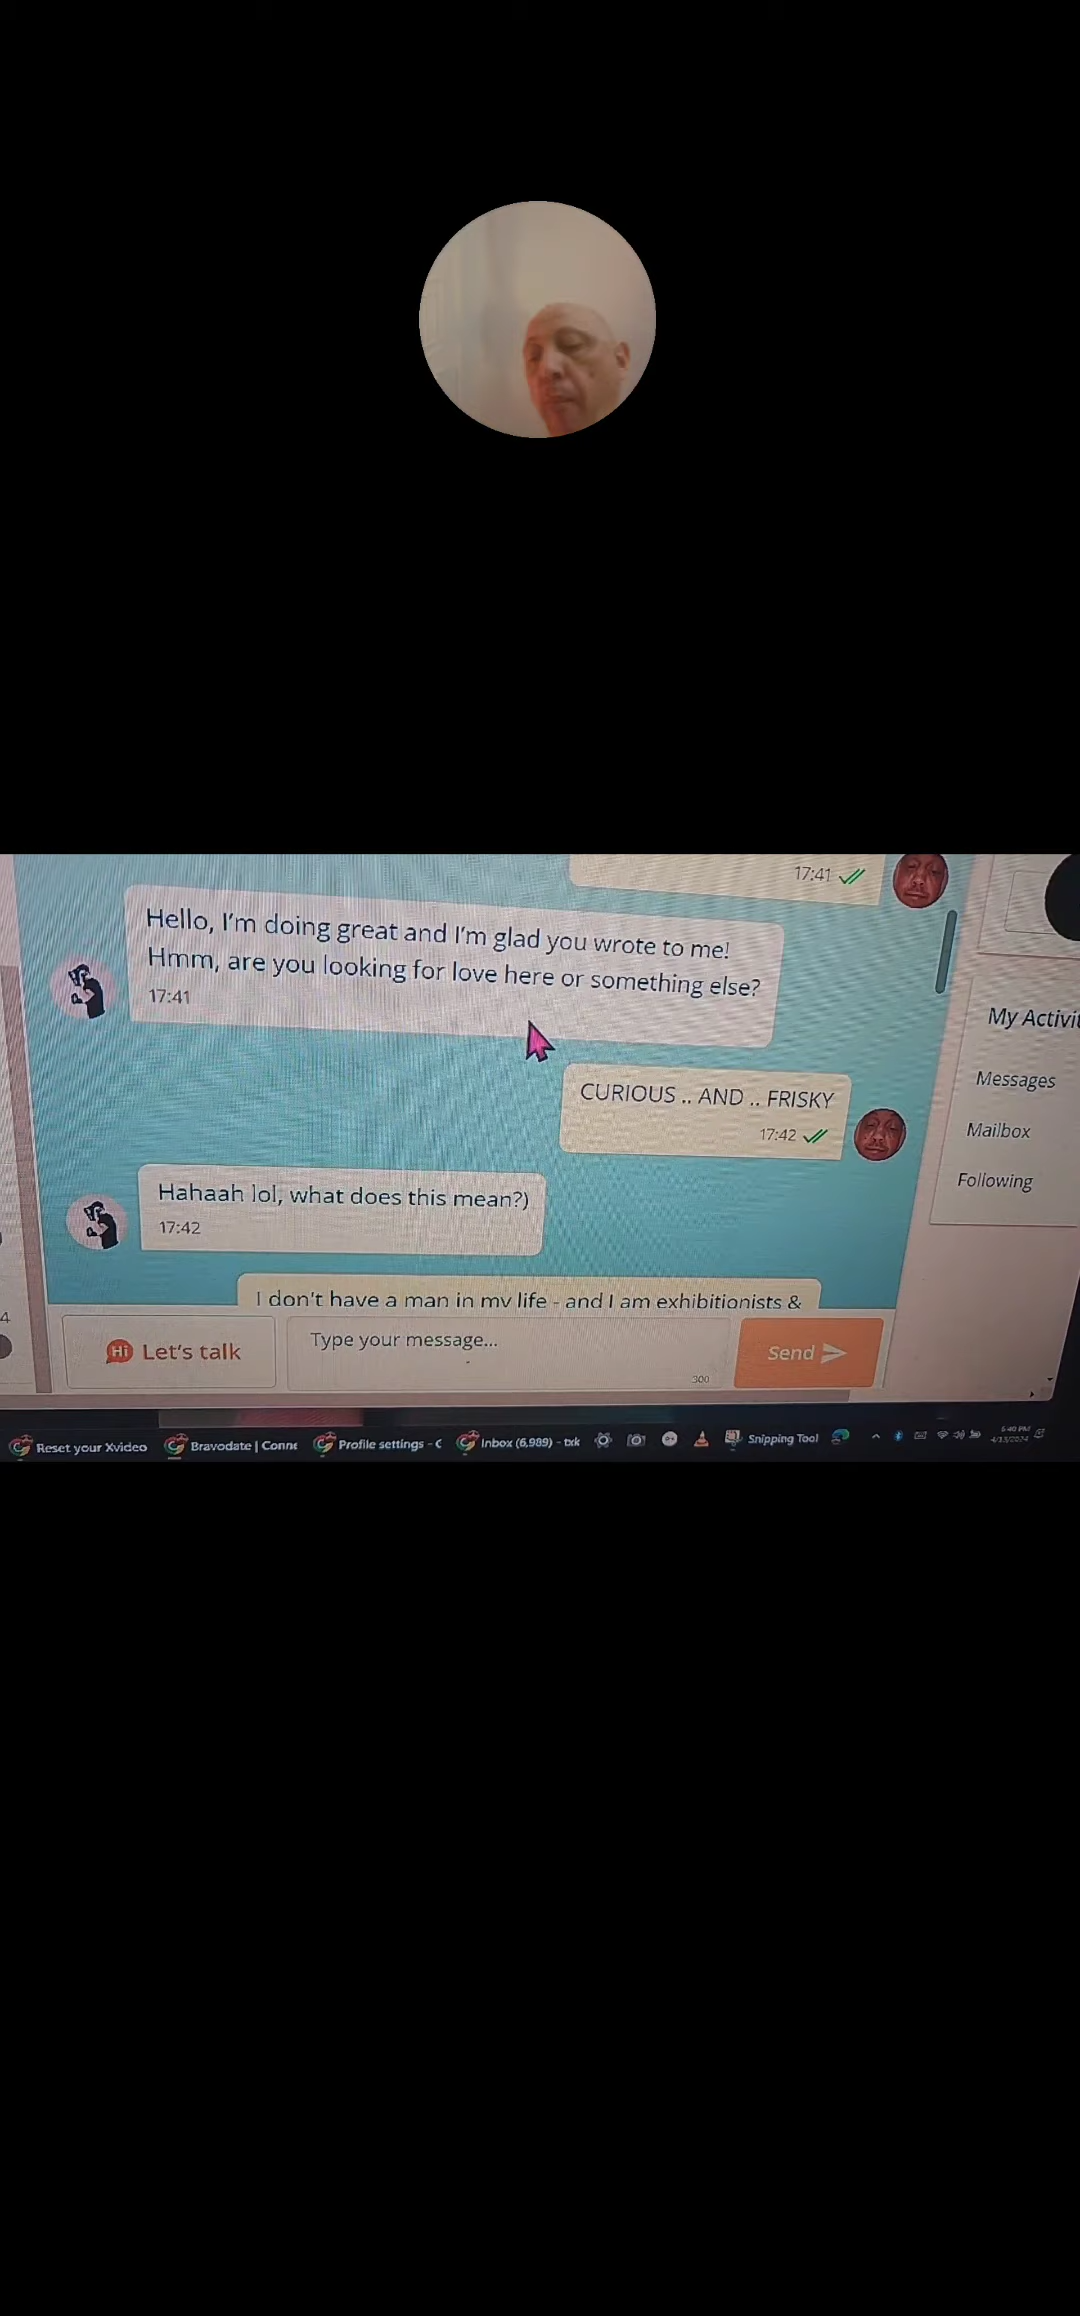 17:41
Hello, I'm doing great and I'm glad you wrote to me!
Hmm, are you looking for love here or something else?
17:41
CURIOUS .. AND .. FRISKY
17:42
Hahaah lol, what does this mean?)
17:42
I don't have a man in my life - and I am exhibitionists &
Hi Let's talk
Type your message...
300
Send
My Activit
Messages
Mailbox
Following
4
Reset your Xvideo
Bravodate | Conne
Profile settings - C
Inbox (6,989) - txk
Snipping Tool